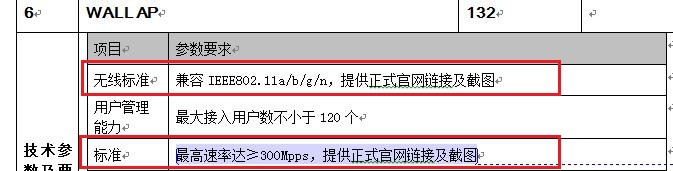 6 WALL AP 132
项目 参数要求
无线标准 兼容 IEEE802.11a/b/g/n，提供正式官网链接及截图
用户管理
能力 最大接入用户数不小于 120 个
标准 最高速率达≥300Mpps，提供正式官网链接及截图
技术参
数及要